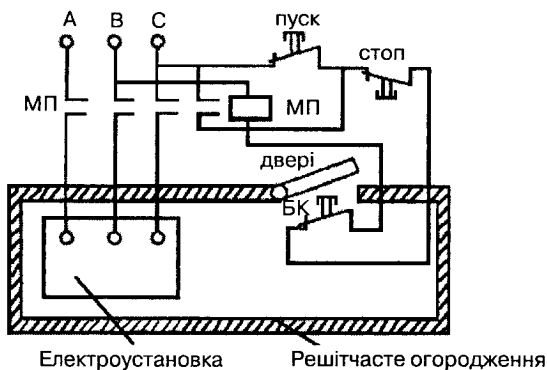 А В С
пуск
стоп
МП
МП
двері
БК
Електроустановка
Решітчасте огородження